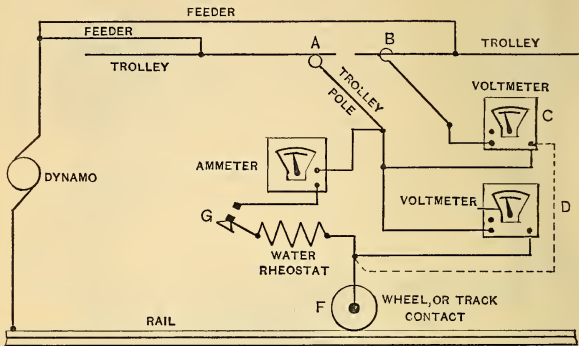 FEEDER
FEEDER
A
B
TROLLEY
TROLLEY
TROLLEY
POLE
VOLTMETER
C
AMMETER
DYNAMO
VOLTMETER
D
G
WATER
RHEOSTAT
F
WHEEL, OR TRACK
CONTACT
RAIL